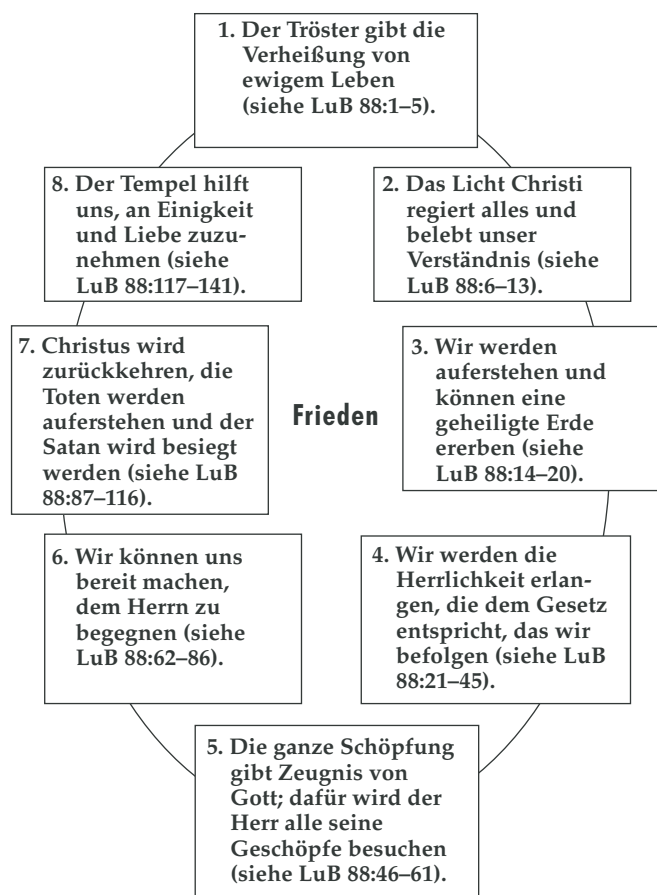 1. Der Tröster gibt die
Verheißung von
ewigem Leben
(siehe LuB 88:1–5).
2. Das Licht Christi
regiert alles und
belebt unser
Verständnis (siehe
LuB 88:6–13).
3. Wir werden
auferstehen und
können eine
geheiligte Erde
ererben (siehe
LuB 88:14–20).
4. Wir werden die
Herrlichkeit erlan-
gen, die dem Gesetz
entspricht, das wir
befolgen (siehe LuB
88:21–45).
5. Die ganze Schöpfung
gibt Zeugnis von
Gott; dafür wird der
Herr alle seine
Geschöpfe besuchen
(siehe LuB 88:46–61).
6. Wir können uns
bereit machen,
dem Herrn zu
begegnen (siehe
LuB 88:62–86).
7. Christus wird
zurückkehren, die
Toten werden
auferstehen und der
Satan wird besiegt
werden (siehe LuB
88:87–116).
8. Der Tempel hilft
uns, an Einigkeit
und Liebe zuzu-
nehmen (siehe
LuB 88:117–141).
Frieden